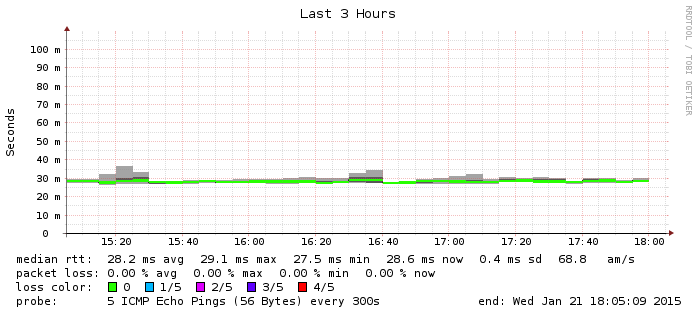 Last 3 Hours
RRDTOOL / TOBI OETIKER
Seconds
100 m
90 m
80 m
70 m
60 m
50 m
40 m
30 m
20 m
10 m
0
15:20 15:40 16:00 16:20 16:40 17:00 17:20 17:40 18:00
median rtt: 28.2 ms avg 29.1 ms max 27.5 ms min 28.6 ms now 0.4 ms sd 68.8 am/s
packet loss: 0.00 % avg 0.00 % max 0.00 % min 0.00 % now
loss color: 0 1/5 2/5 3/5 4/5
probe: 5 ICMP Echo Pings (56 Bytes) every 300s end: Wed Jan 21 18:05:09 2015